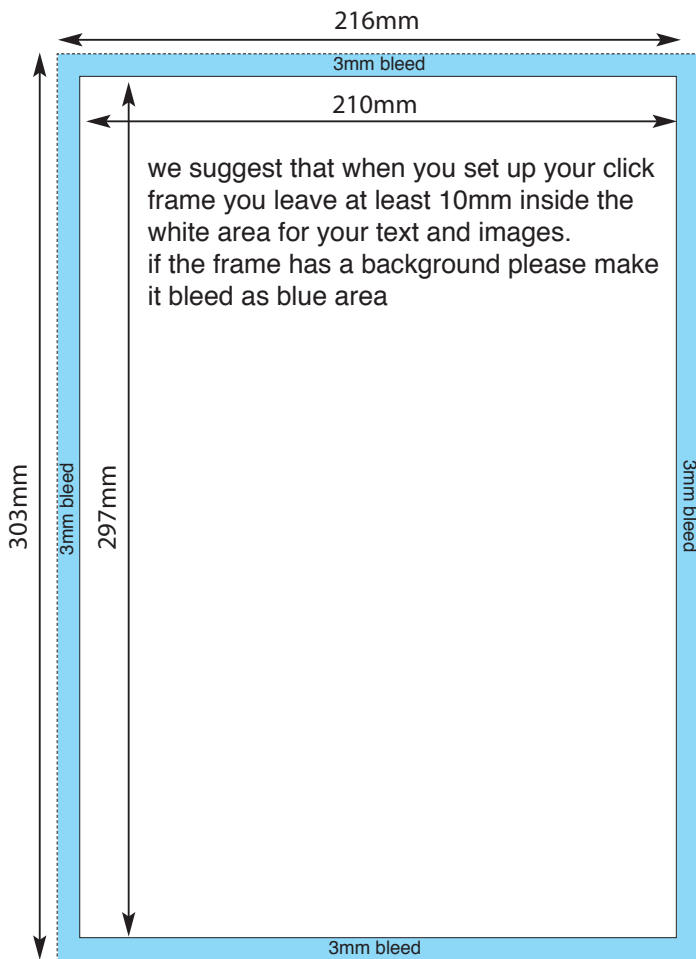 216mm
3mm bleed
210mm
we suggest that when you set up your click
frame you leave at least 10mm inside the
white area for your text and images.
if the frame has a background please make
it bleed as blue area
303mm
3mm bleed
297mm
3mm bleed
3mm bleed